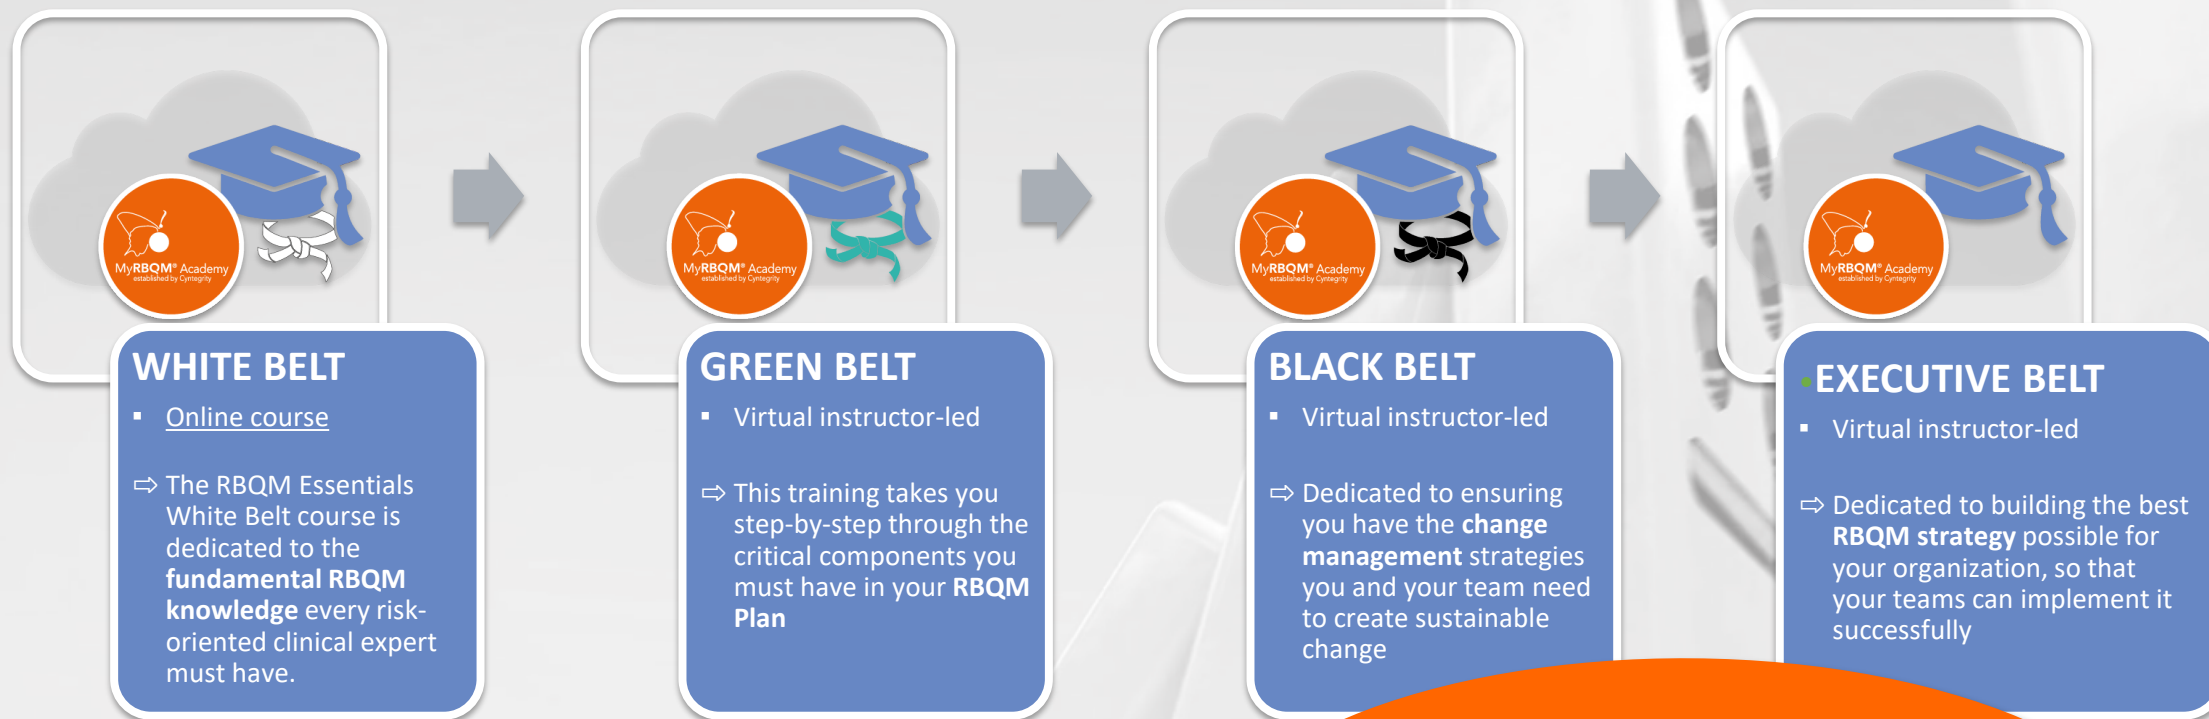 MyRBQM® Academy
established by Cyntegrity
WHITE BELT
▪ Online course
⇨ The RBQM Essentials
White Belt course is
dedicated to the
fundamental RBQM
knowledge every risk-
oriented clinical expert
must have.
MyRBQM® Academy
established by Cyntegrity
GREEN BELT
▪ Virtual instructor-led
⇨ This training takes you
step-by-step through the
critical components you
must have in your RBQM
Plan
MyRBQM® Academy
established by Cyntegrity
BLACK BELT
▪ Virtual instructor-led
⇨ Dedicated to ensuring
you have the change
management strategies
you and your team need
to create sustainable
change
MyRBQM® Academy
established by Cyntegrity
•EXECUTIVE BELT
▪ Virtual instructor-led
⇨ Dedicated to building the best
RBQM strategy possible for
your organization, so that
your teams can implement it
successfully